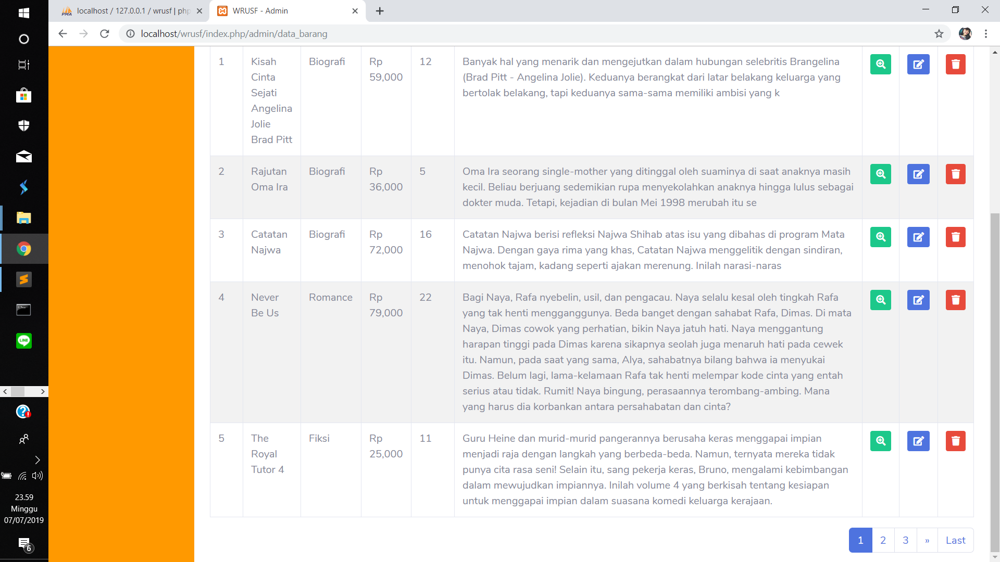 localhost / 127.0.0.1 / wrusf | php
WRUSF - Admin
localhost/wrusf/index.php/admin/data_barang
1
Kisah
Cinta
Sejati
Angelina
Jolie
Brad Pitt
Biografi
Rp
59,000
12
Banyak hal yang menarik dan mengejutkan dalam hubungan selebritis Brangelina
(Brad Pitt - Angelina Jolie). Keduanya berangkat dari latar belakang keluarga yang
bertolak belakang, tapi keduanya sama-sama memiliki ambisi yang k
2
Rajutan
Oma Ira
Biografi
Rp
36,000
5
Oma Ira seorang single-mother yang ditinggal oleh suaminya di saat anaknya masih
kecil. Beliau berjuang sedemikian rupa menyekolahkan anaknya hingga lulus sebagai
dokter muda. Tetapi, kejadian di bulan Mei 1998 merubah itu se
3
Catatan
Najwa
Biografi
Rp
72,000
16
Catatan Najwa berisi refleksi Najwa Shihab atas isu yang dibahas di program Mata
Najwa. Dengan gaya rima yang khas, Catatan Najwa menggelitik dengan sindiran,
menohok tajam, kadang seperti ajakan merenung. Inilah narasi-naras
4
Never
Be Us
Romance
Rp
79,000
22
Bagi Naya, Rafa nyebelin, usil, dan pengacau. Naya selalu kesal oleh tingkah Rafa
yang tak henti mengganggunya. Beda banget dengan sahabat Rafa, Dimas. Di mata
Naya, Dimas cowok yang perhatian, bikin Naya jatuh hati. Naya menggantung
harapan tinggi pada Dimas karena sikapnya seolah juga menaruh hati pada cewek
itu. Namun, pada saat yang sama, Alya, sahabatnya bilang bahwa ia menyukai
Dimas. Belum lagi, lama-kelamaan Rafa tak henti melempar kode cinta yang entah
serius atau tidak. Rumit! Naya bingung, perasaannya terombang-ambing. Mana
yang harus dia korbankan antara persahabatan dan cinta?
5
The
Royal
Tutor 4
Fiksi
Rp
25,000
11
Guru Heine dan murid-murid pangerannya berusaha keras menggapai impian
menjadi raja dengan langkah yang berbeda-beda. Namun, ternyata mereka tidak
punya cita rasa seni! Selain itu, sang pekerja keras, Bruno, mengalami kebimbangan
dalam mewujudkan impiannya. Inilah volume 4 yang berkisah tentang kesiapan
untuk menggapai impian dalam suasana komedi keluarga kerajaan.
1 2 3 » Last
PMA
LINE
23.59
Minggu
07/07/2019
6